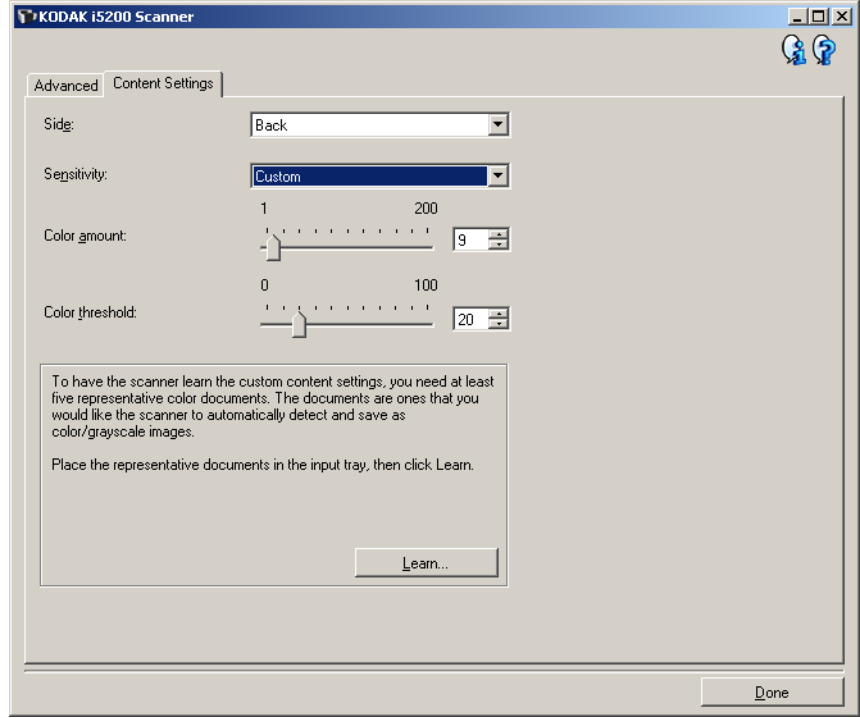 KODAK i5200 Scanner
Advanced
Content Settings
Side:
Back
Sensitivity:
Custom
1 200
Color amount:
9
0 100
Color threshold:
20
To have the scanner learn the custom content settings, you need at least
five representative color documents. The documents are ones that you
would like the scanner to automatically detect and save as
color/grayscale images.
Place the representative documents in the input tray, then click Learn.
Learn...
Done